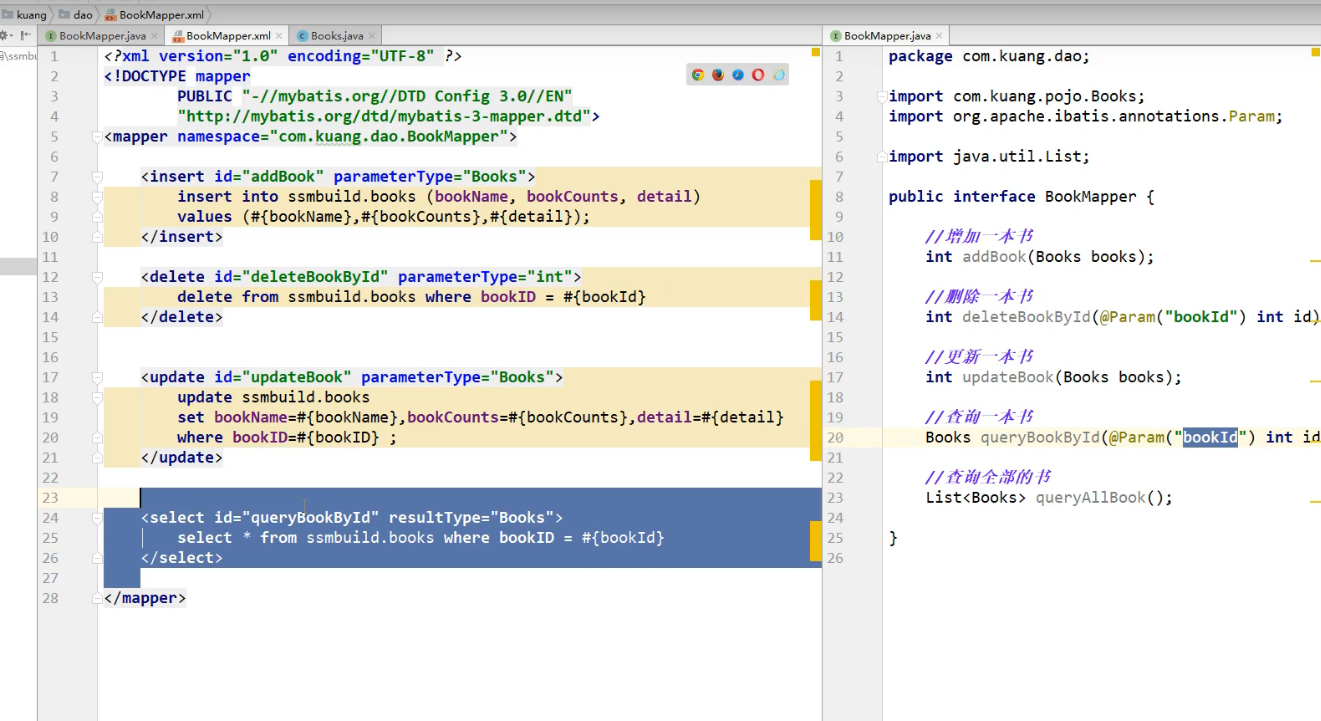 kuang dao BookMapper.xml
BookMapper.java BookMapper.xml Books.java
BookMapper.java
1 <?xml version="1.0" encoding="UTF-8" ?>
2 <!DOCTYPE mapper
3 PUBLIC "-//mybatis.org//DTD Config 3.0//EN"
4 "http://mybatis.org/dtd/mybatis-3-mapper.dtd">
5 <mapper namespace="com.kuang.dao.BookMapper">
6
7 <insert id="addBook" parameterType="Books">
8 insert into ssmbuild.books (bookName, bookCounts, detail)
9 values (#{bookName},#{bookCounts},#{detail});
10 </insert>
11
12 <delete id="deleteBookById" parameterType="int">
13 delete from ssmbuild.books where bookID = #{bookId}
14 </delete>
15
16
17 <update id="updateBook" parameterType="Books">
18 update ssmbuild.books
19 set bookName=#{bookName},bookCounts=#{bookCounts},detail=#{detail}
20 where bookID=#{bookID} ;
21 </update>
22
23
24 <select id="queryBookById" resultType="Books">
25 select * from ssmbuild.books where bookID = #{bookId}
26 </select>
27
28 </mapper>
1 package com.kuang.dao;
2
3 import com.kuang.pojo.Books;
4 import org.apache.ibatis.annotations.Param;
5
6 import java.util.List;
7
8 public interface BookMapper {
9
10 //增加一本书
11 int addBook(Books books);
12
13 //删除一本书
14 int deleteBookById(@Param("bookId") int id)
15
16 //更新一本书
17 int updateBook(Books books);
18
19 //查询一本书
20 Books queryBookById(@Param("bookId") int id
21
22 //查询全部的书
23 List<Books> queryAllBook();
24
25 }
26